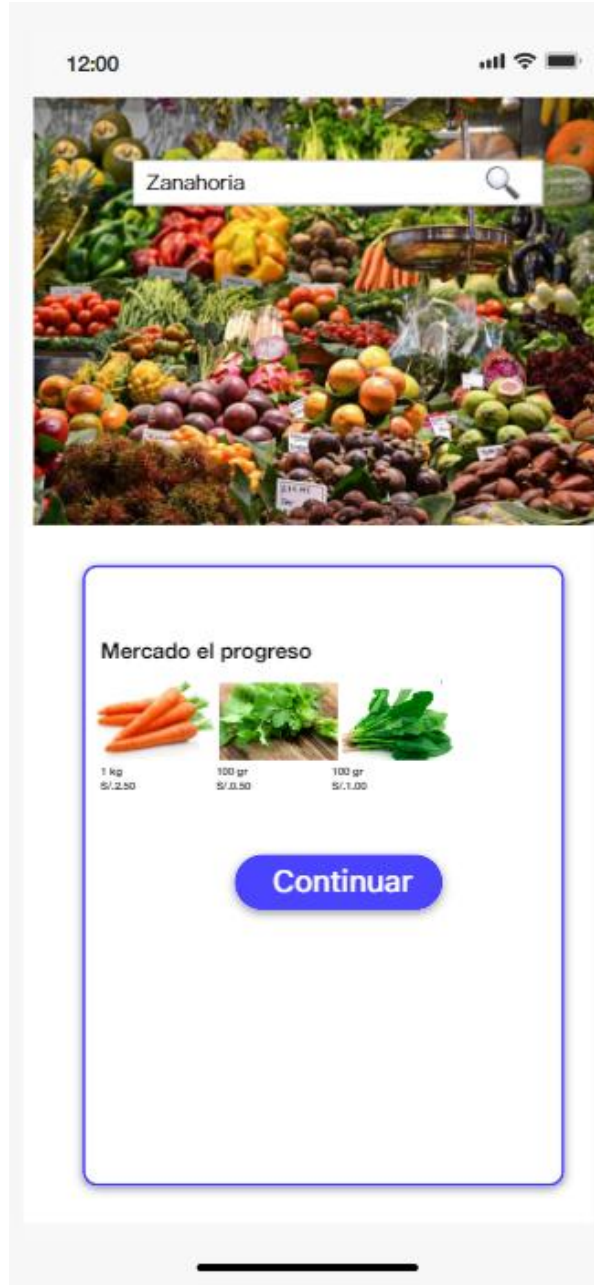 12:00
Zanahoria
Mercado el progreso
1 kg 100 gr 100 gr
S/.2.50 S/.0.50 S/.1.00
Continuar